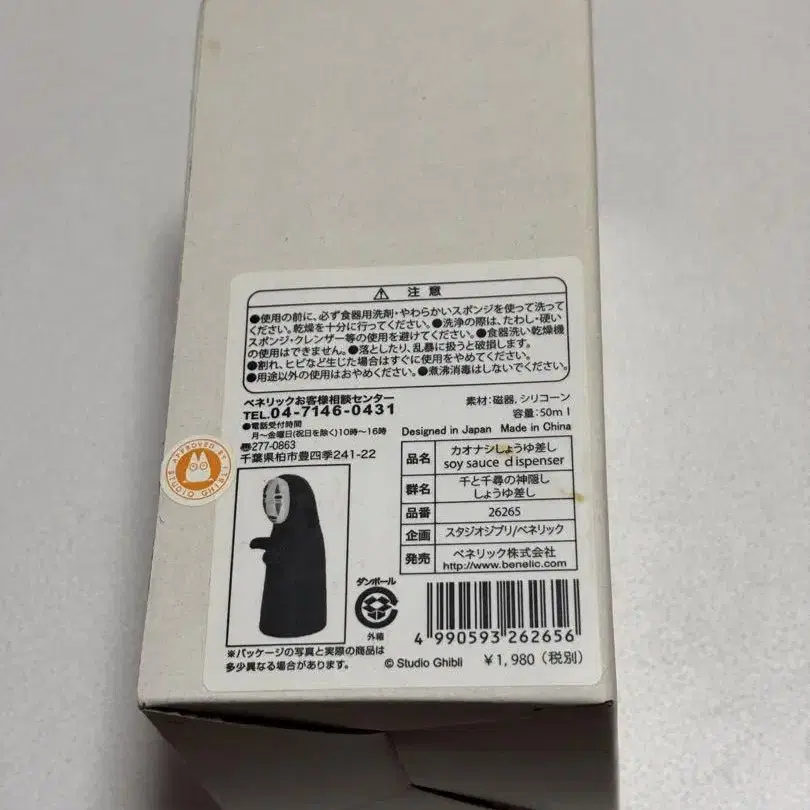 ⚠ 注意
●使用の前に、必ず食器用洗剤・やわらかいスポンジを使って洗って
ください。乾燥を十分に行ってください。●洗浄の際は、たわし・硬い
スポンジ・クレンザー等の使用を避けてください。●食器洗い乾燥機
の使用はできません。●落としたり、乱暴に扱うと破損します。
●割れ、ヒビなど生じた場合はすぐに使用をやめてください。
●用途以外の使用はおやめください。●煮沸消毒はしないでください。
ベネリックお客様相談センター
TEL.04-7146-0431
●電話受付時間
月～金曜日(祝日を除く)10時～16時
〠277-0863
千葉県柏市豊四季241-22
素材:磁器、シリコーン
容量:50ml
Designed in Japan Made in China
品名 カオナシしょうゆ差し
soy sauce dispenser
群名 千と千尋の神隠し
しょうゆ差し
品番 26265
企画 スタジオジブリ/ベネリック
発売 ベネリック株式会社
http://www.benelic.com
APPROVED BY
STUDIO GHIBLI
ダンボール
外箱
4 990593 262656
※パッケージの写真と実際の商品は
多少異なる場合があります。
© Studio Ghibli ¥1,980(税別)